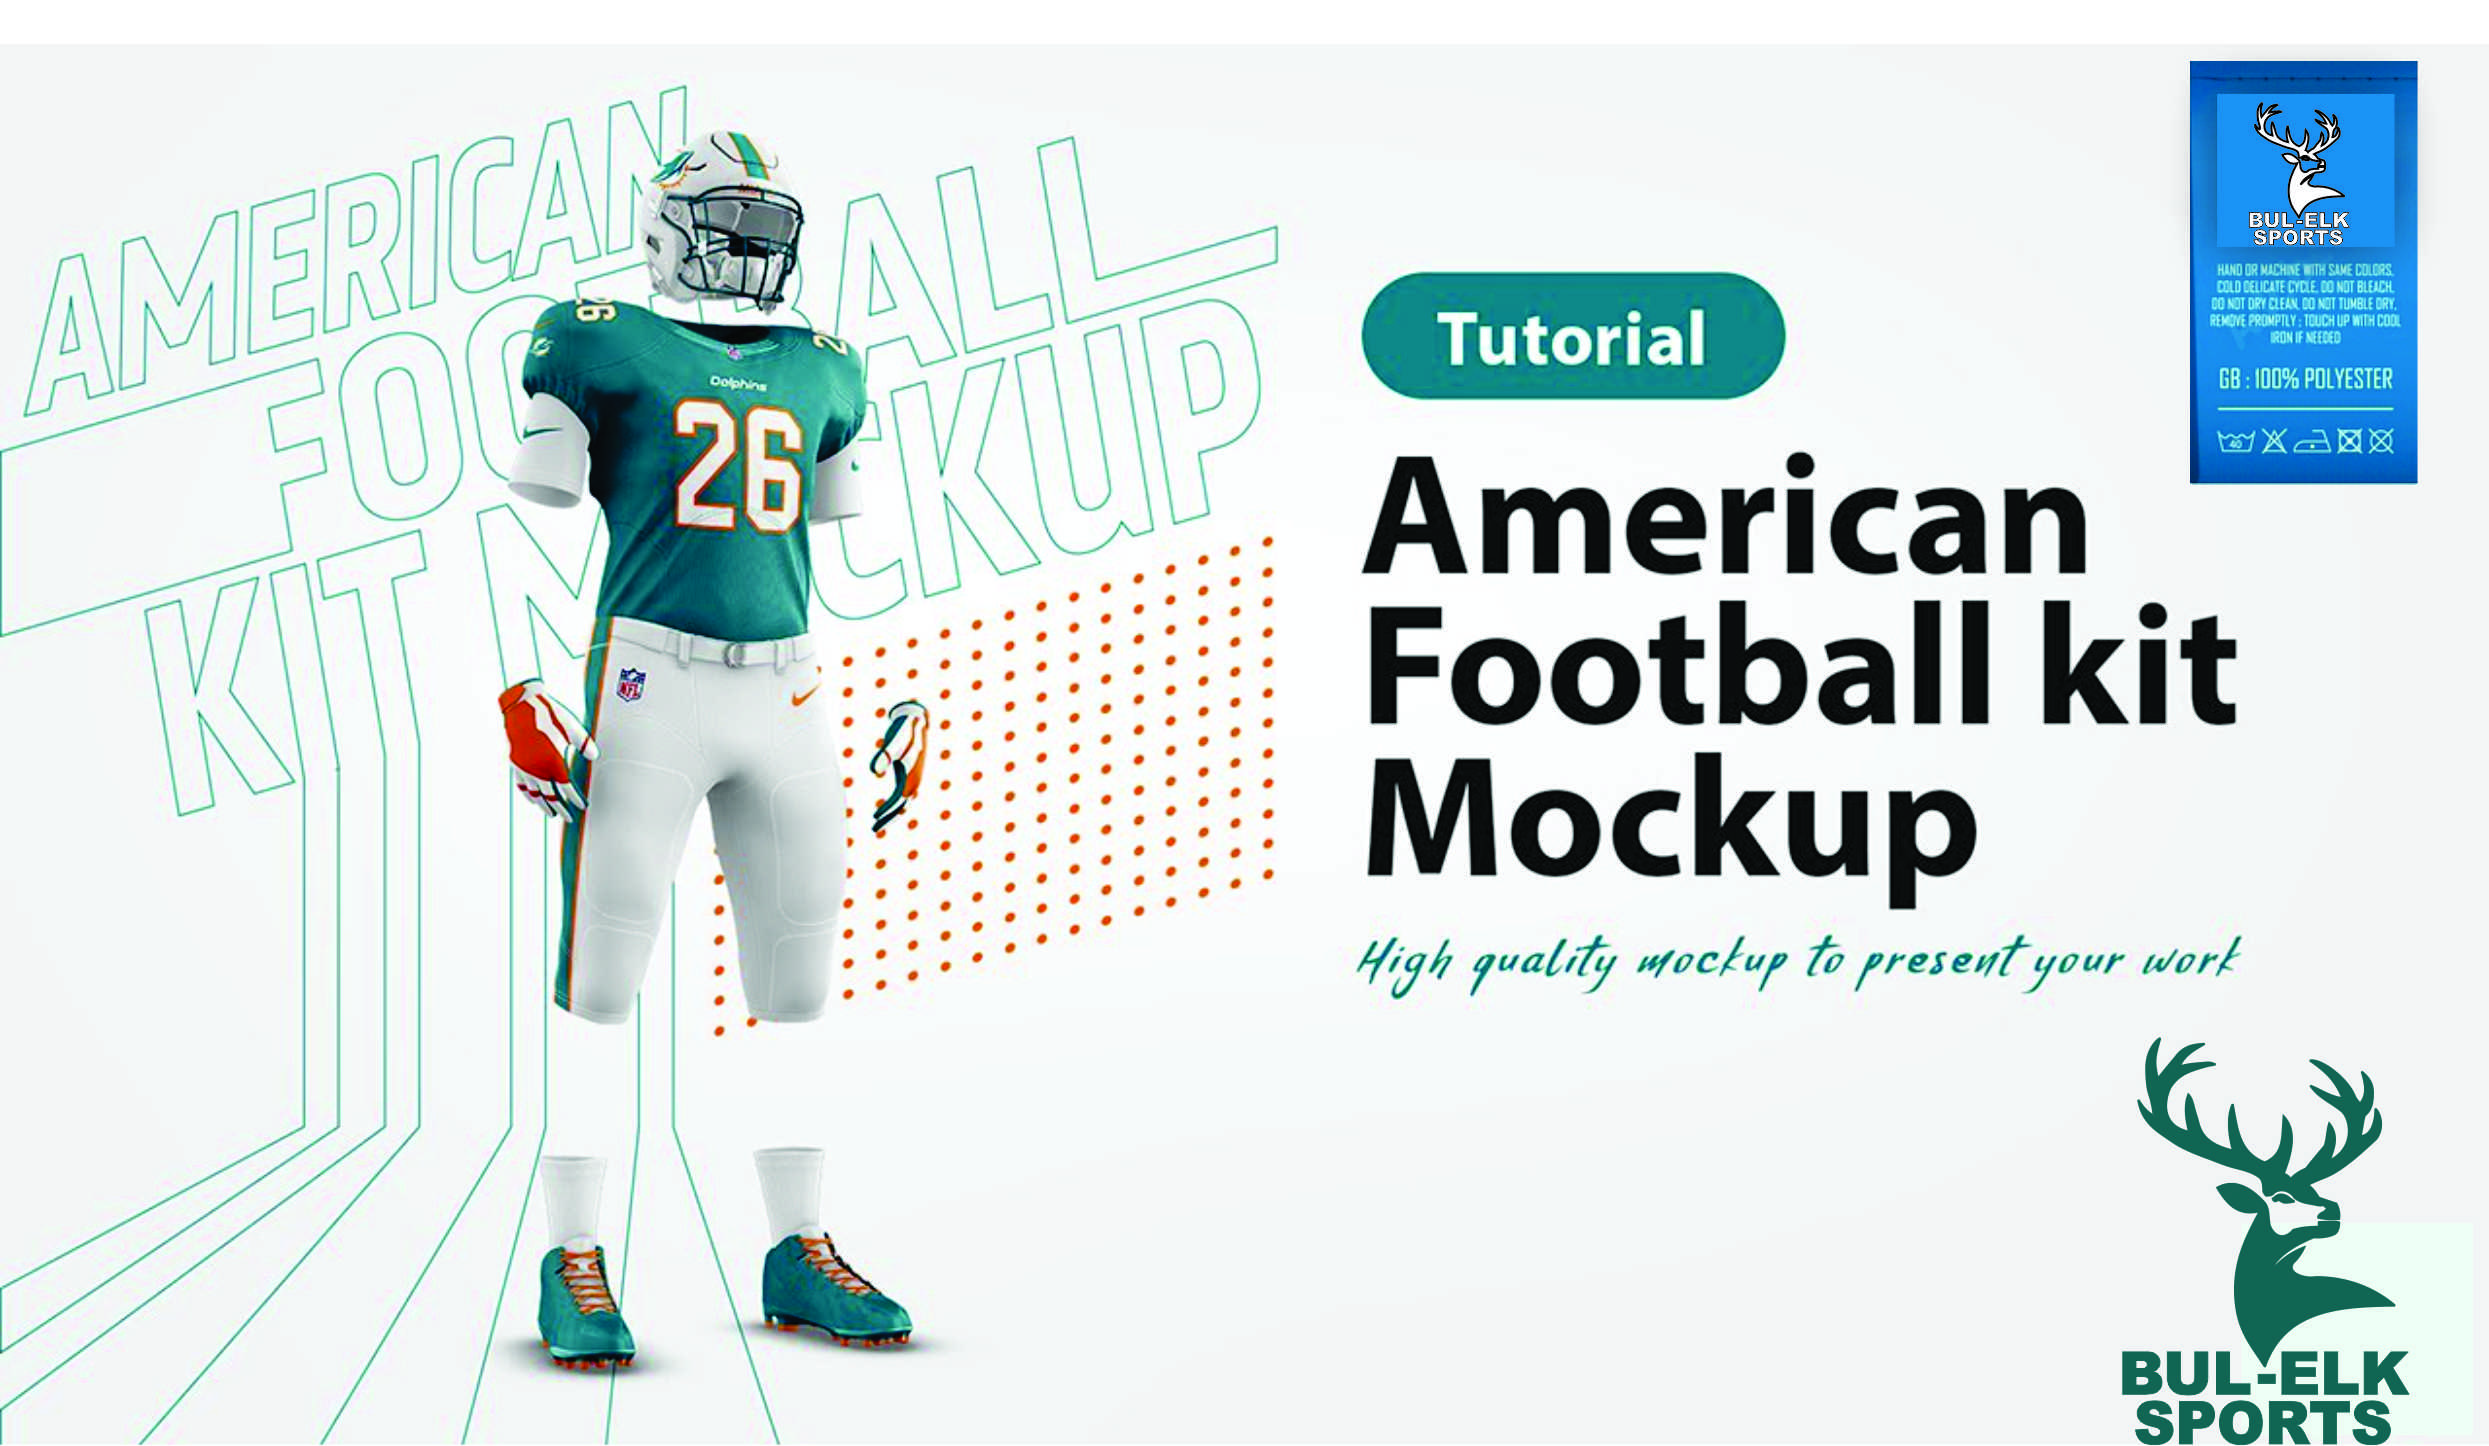 AMERICAN
FOOTBALL
KIT MOCKUP
26
2
Dolphins
26
NFL
Tutorial
American
Football kit
Mockup
High quality mockup to present your work
BUL-ELK
SPORTS
HAND OR MACHINE WITH SAME COLORS,
COLD DELICATE CYCLE, DO NOT BLEACH,
DO NOT DRY CLEAN, DO NOT TUMBLE DRY,
REMOVE PROMPTLY : TOUCH UP WITH COOL
IRON IF NEEDED
GB : 100% POLYESTER
40
BUL-ELK
SPORTS